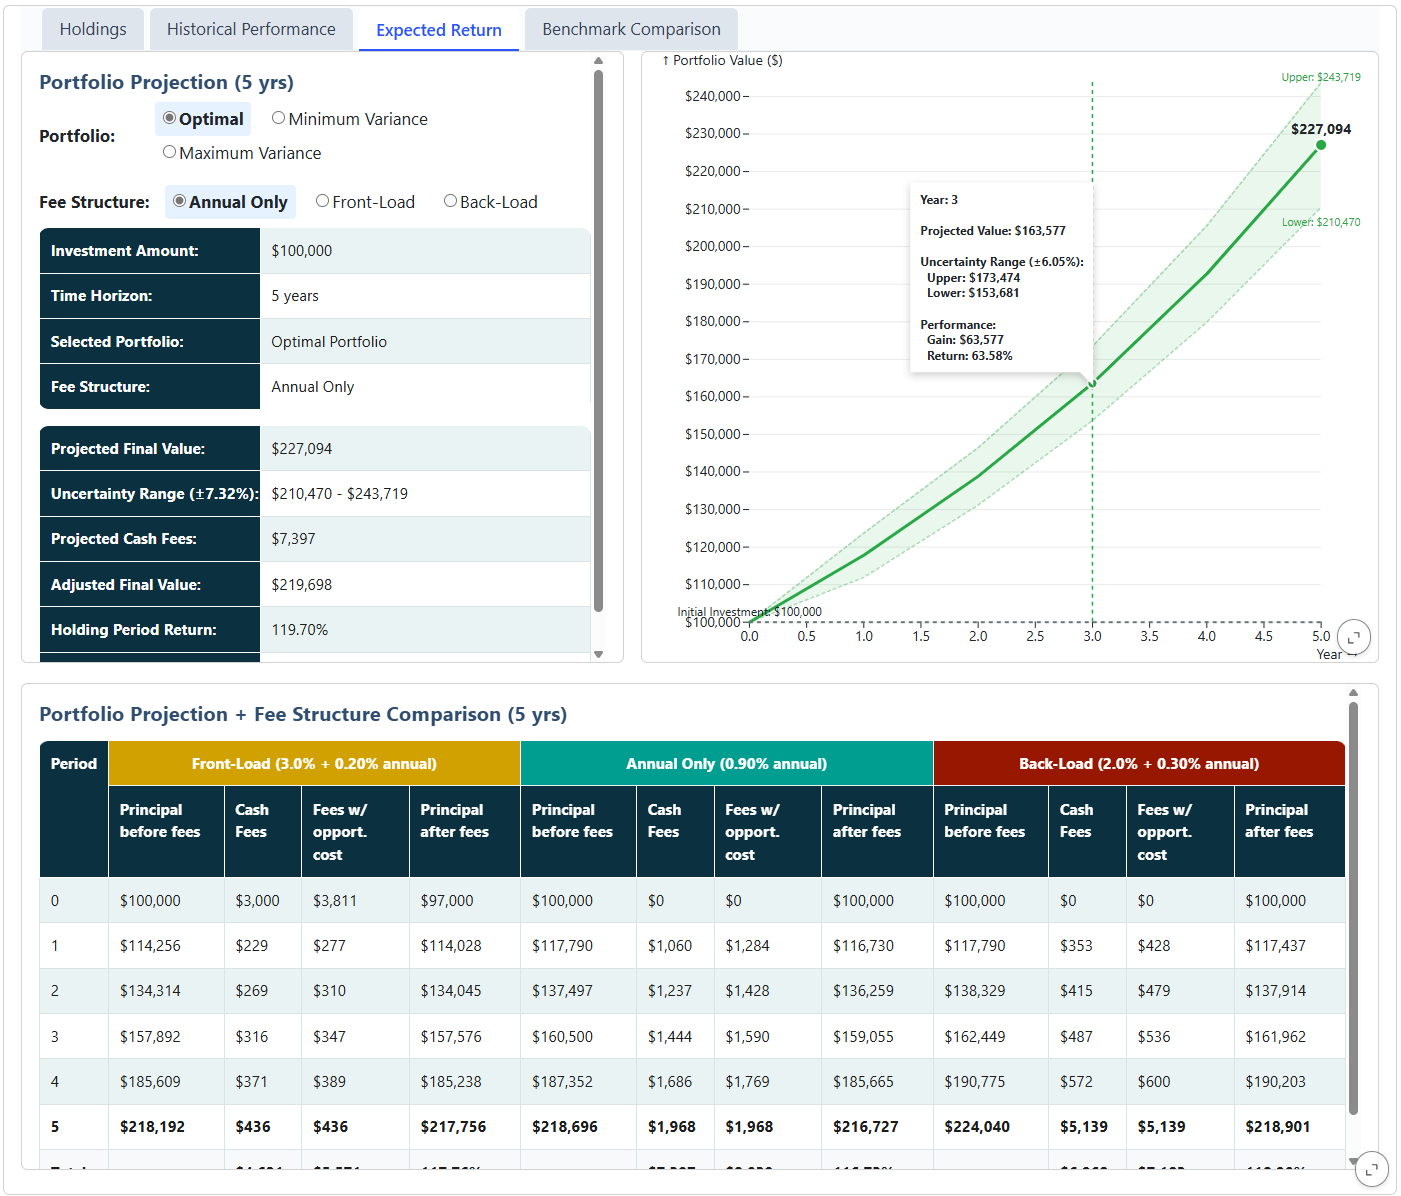 Holdings Historical Performance Expected Return Benchmark Comparison
Portfolio Projection (5 yrs)
Portfolio: Optimal Minimum Variance
Maximum Variance
Fee Structure: Annual Only Front-Load Back-Load
Investment Amount: $100,000
Time Horizon: 5 years
Selected Portfolio: Optimal Portfolio
Fee Structure: Annual Only
Projected Final Value: $227,094
Uncertainty Range (±7.32%): $210,470 - $243,719
Projected Cash Fees: $7,397
Adjusted Final Value: $219,698
Holding Period Return: 119.70%
↑ Portfolio Value ($)
Upper: $243,719
$227,094
Lower: $210,470
$240,000
$230,000
$220,000
$210,000
$200,000
$190,000
$180,000
$170,000
$160,000
$150,000
$140,000
$130,000
$120,000
$110,000
$100,000
Initial Investment: $100,000
Year: 3
Projected Value: $163,577
Uncertainty Range (±6.05%):
Upper: $173,474
Lower: $153,681
Performance:
Gain: $63,577
Return: 63.58%
0.0 0.5 1.0 1.5 2.0 2.5 3.0 3.5 4.0 4.5 5.0
Year →
Portfolio Projection + Fee Structure Comparison (5 yrs)
Period Front-Load (3.0% + 0.20% annual) Annual Only (0.90% annual) Back-Load (2.0% + 0.30% annual)
Principal before fees Cash Fees Fees w/ opport. cost Principal after fees Principal before fees Cash Fees Fees w/ opport. cost Principal after fees Principal before fees Cash Fees Fees w/ opport. cost Principal after fees
0 $100,000 $3,000 $3,811 $97,000 $100,000 $0 $0 $100,000 $100,000 $0 $0 $100,000
1 $114,256 $229 $277 $114,028 $117,790 $1,060 $1,284 $116,730 $117,790 $353 $428 $117,437
2 $134,314 $269 $310 $134,045 $137,497 $1,237 $1,428 $136,259 $138,329 $415 $479 $137,914
3 $157,892 $316 $347 $157,576 $160,500 $1,444 $1,590 $159,055 $162,449 $487 $536 $161,962
4 $185,609 $371 $389 $185,238 $187,352 $1,686 $1,769 $185,665 $190,775 $572 $600 $190,203
5 $218,192 $436 $436 $217,756 $218,696 $1,968 $1,968 $216,727 $224,040 $5,139 $5,139 $218,901